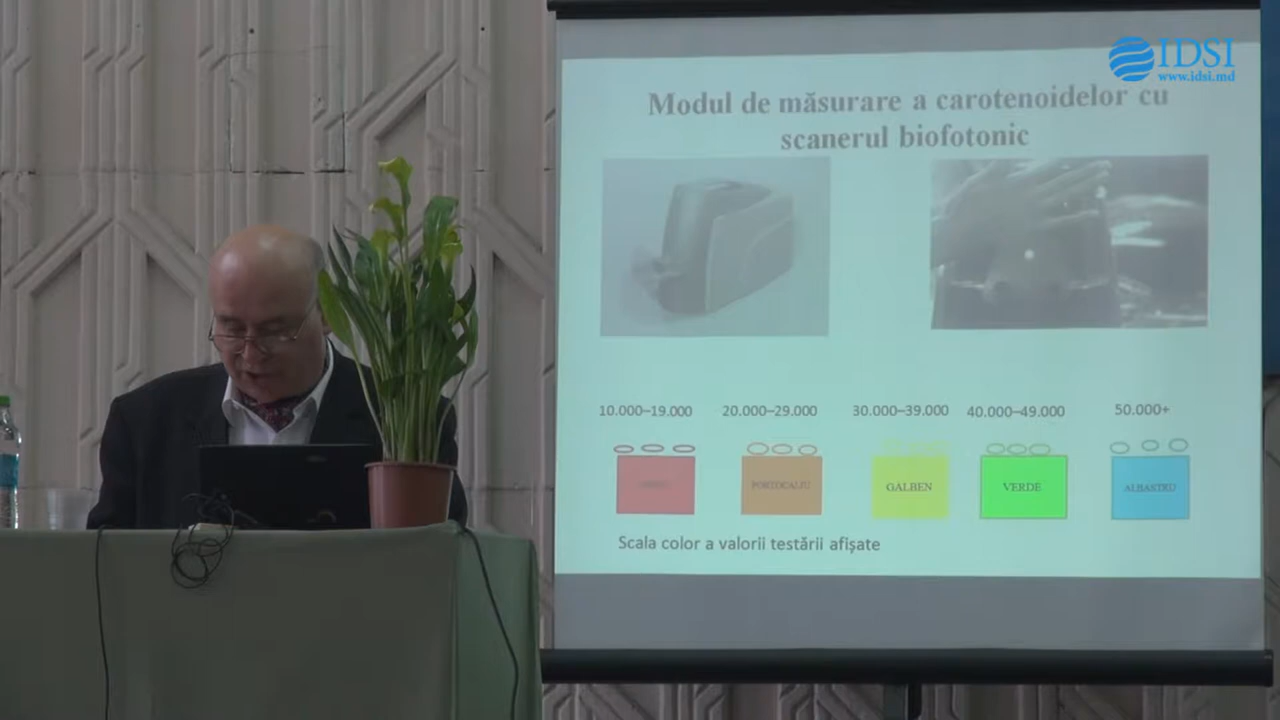 IDSI
www.idsi.md
Modul de măsurare a carotenoidelor cu
scanerul biofotonic
10.000–19.000 20.000–29.000 30.000–39.000 40.000–49.000 50.000+
PORTOCALIU GALBEN VERDE ALBASTRU
Scala color a valorii testării afișate